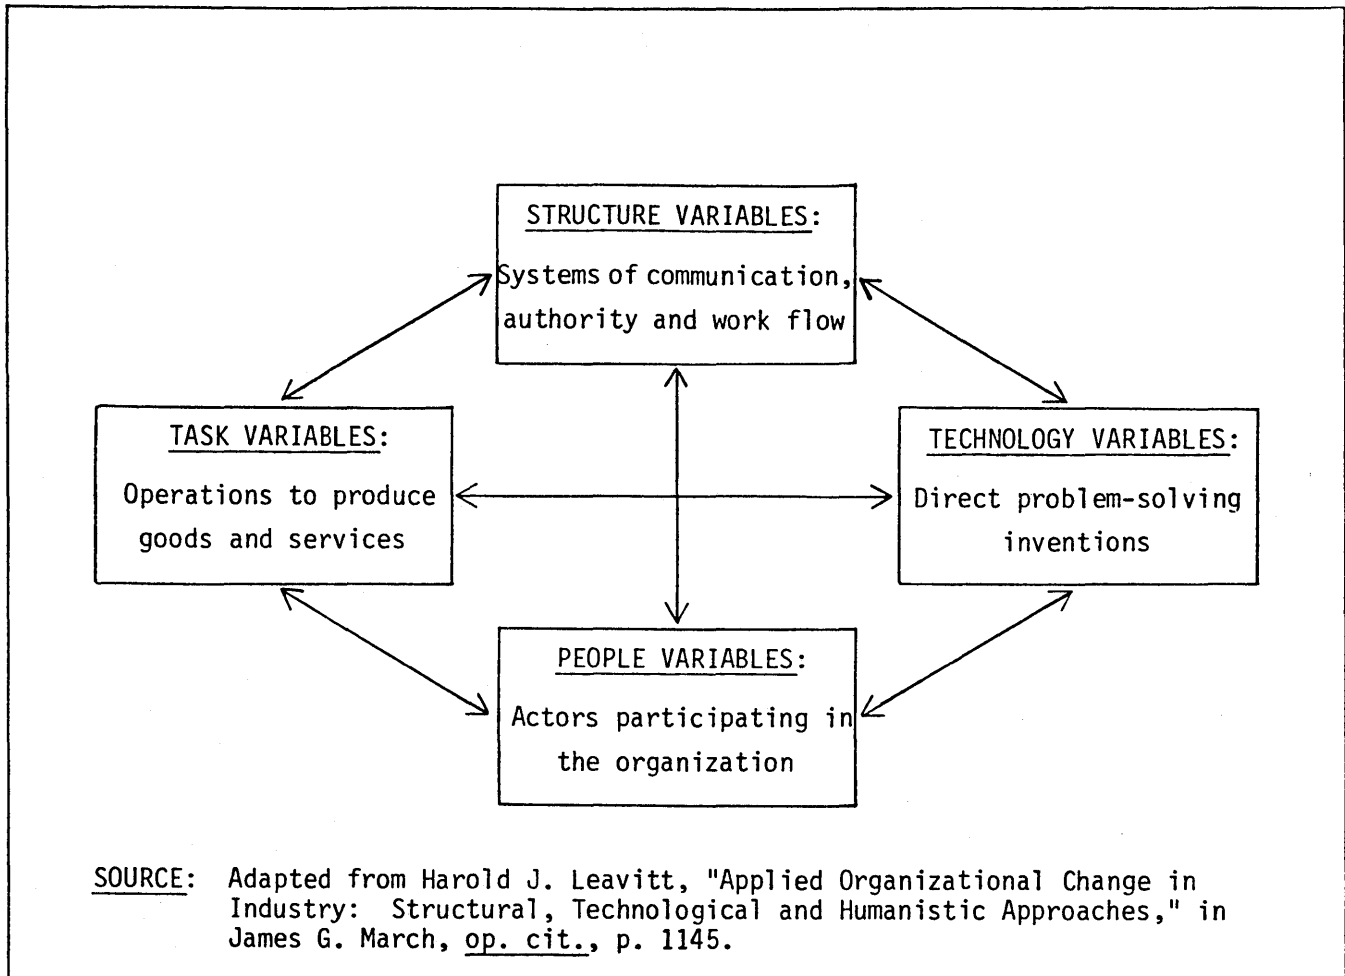 STRUCTURE VARIABLES:
Systems of communication,
authority and work flow
TASK VARIABLES:
Operations to produce
goods and services
TECHNOLOGY VARIABLES:
Direct problem-solving
inventions
PEOPLE VARIABLES:
Actors participating in
the organization
SOURCE: Adapted from Harold J. Leavitt, "Applied Organizational Change in
Industry: Structural, Technological and Humanistic Approaches," in
James G. March, op. cit., p. 1145.